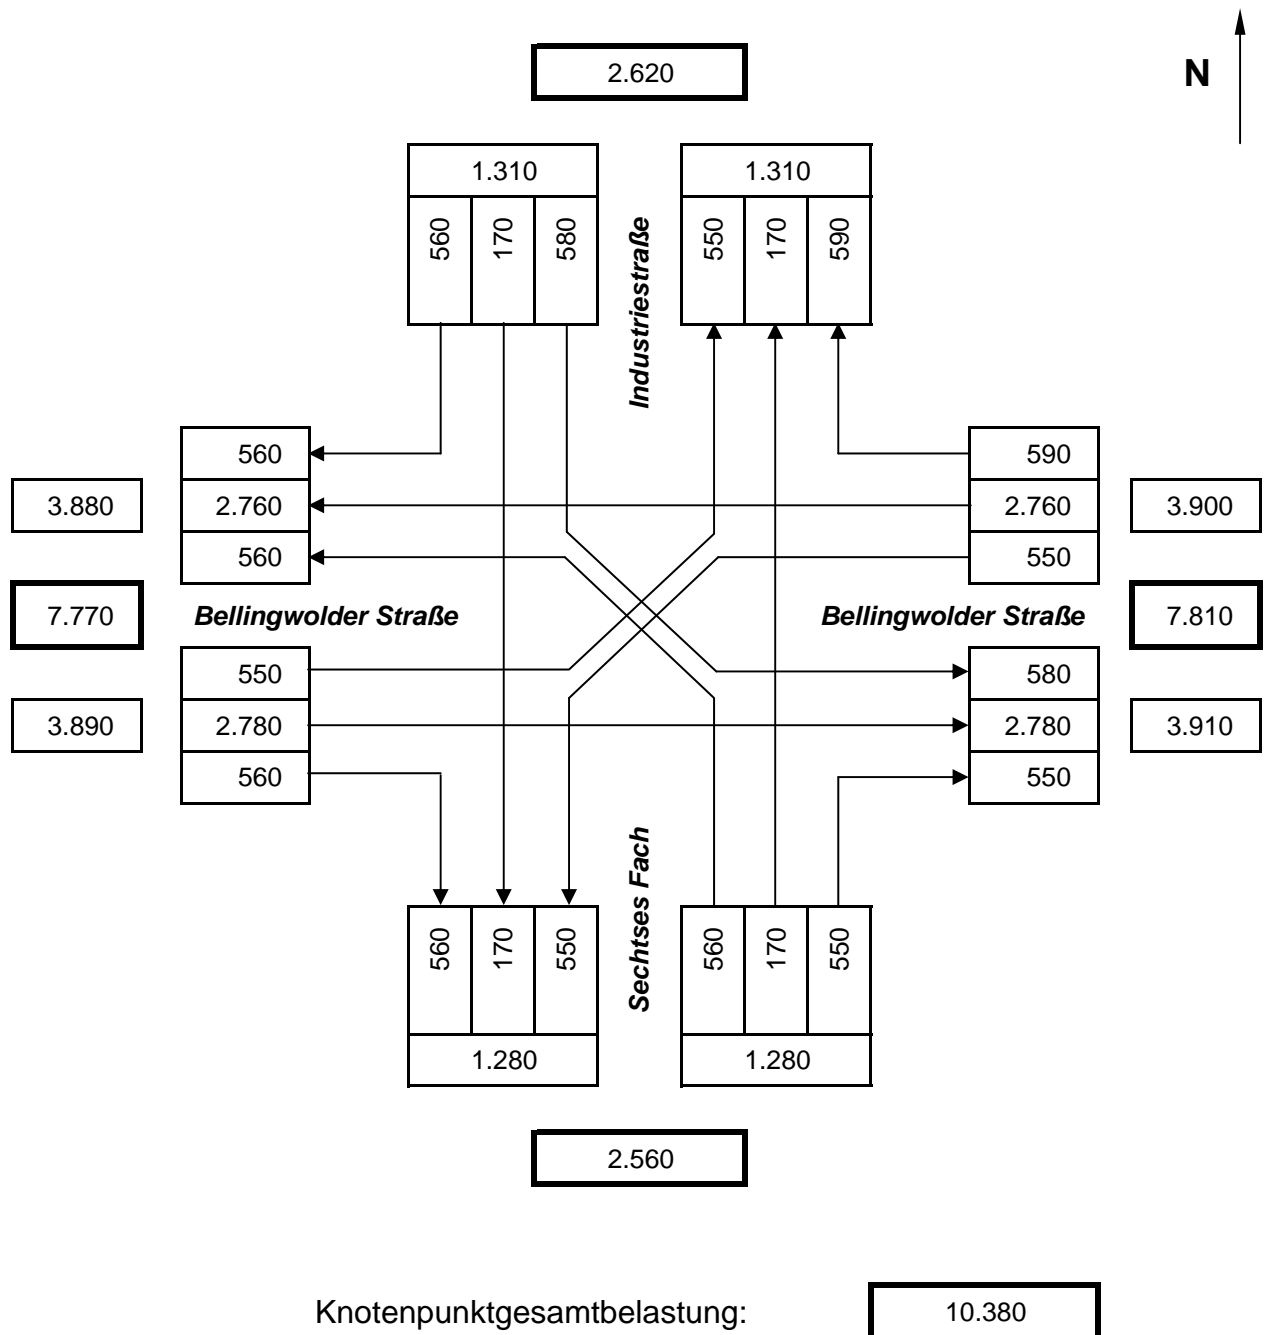 2.620
N
1.310
1.310
560 170 580
Industriestraße
550 170 590
560
590
3.880
2.760
2.760
3.900
560
550
7.770
Bellingwolder Straße
Bellingwolder Straße
7.810
550
580
3.890
2.780
2.780
3.910
560
550
560 170 550
Sechtses Fach
560 170 550
1.280
1.280
2.560
Knotenpunktgesamtbelastung:
10.380